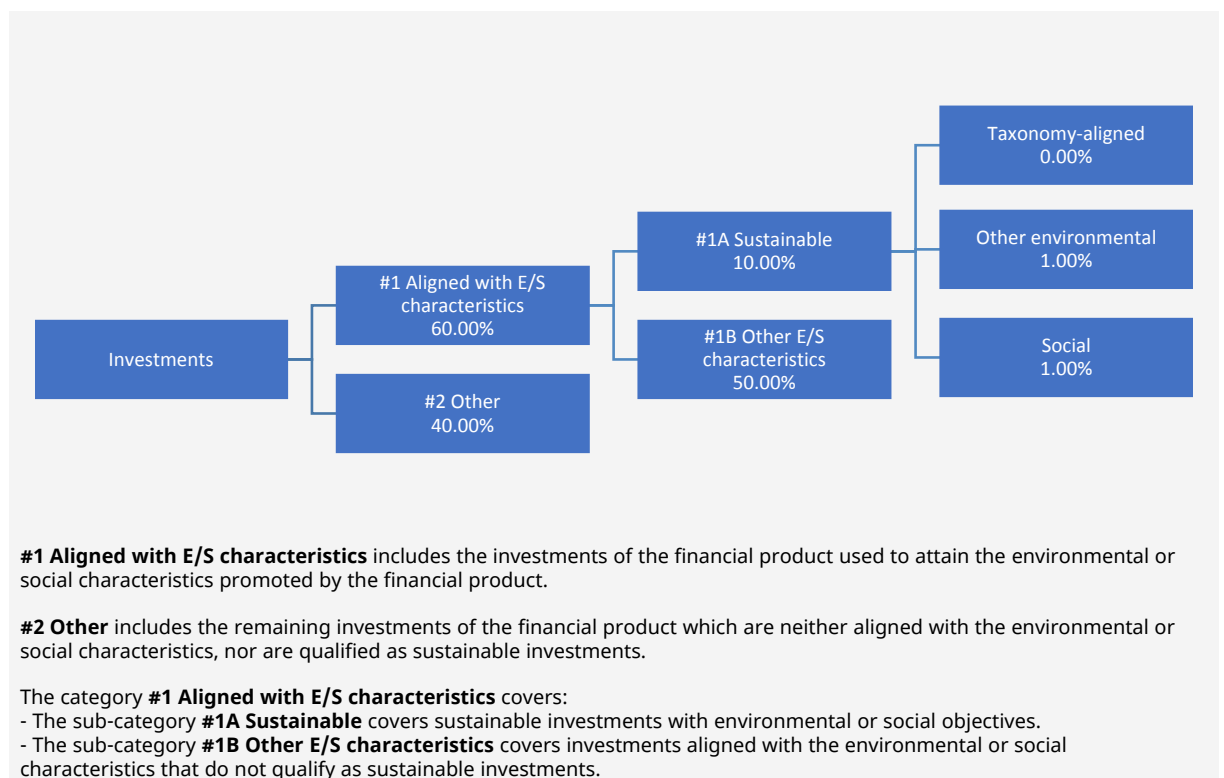 Taxonomy-aligned
0.00%
#1A Sustainable
10.00%
Other environmental
1.00%
#1 Aligned with E/S
characteristics
60.00%
Investments
#1B Other E/S
characteristics
50.00%
Social
1.00%
#2 Other
40.00%
#1 Aligned with E/S characteristics includes the investments of the financial product used to attain the environmental or
social characteristics promoted by the financial product.
#2 Other includes the remaining investments of the financial product which are neither aligned with the environmental or
social characteristics, nor are qualified as sustainable investments.
The category #1 Aligned with E/S characteristics covers:
- The sub-category #1A Sustainable covers sustainable investments with environmental or social objectives.
- The sub-category #1B Other E/S characteristics covers investments aligned with the environmental or social
characteristics that do not qualify as sustainable investments.